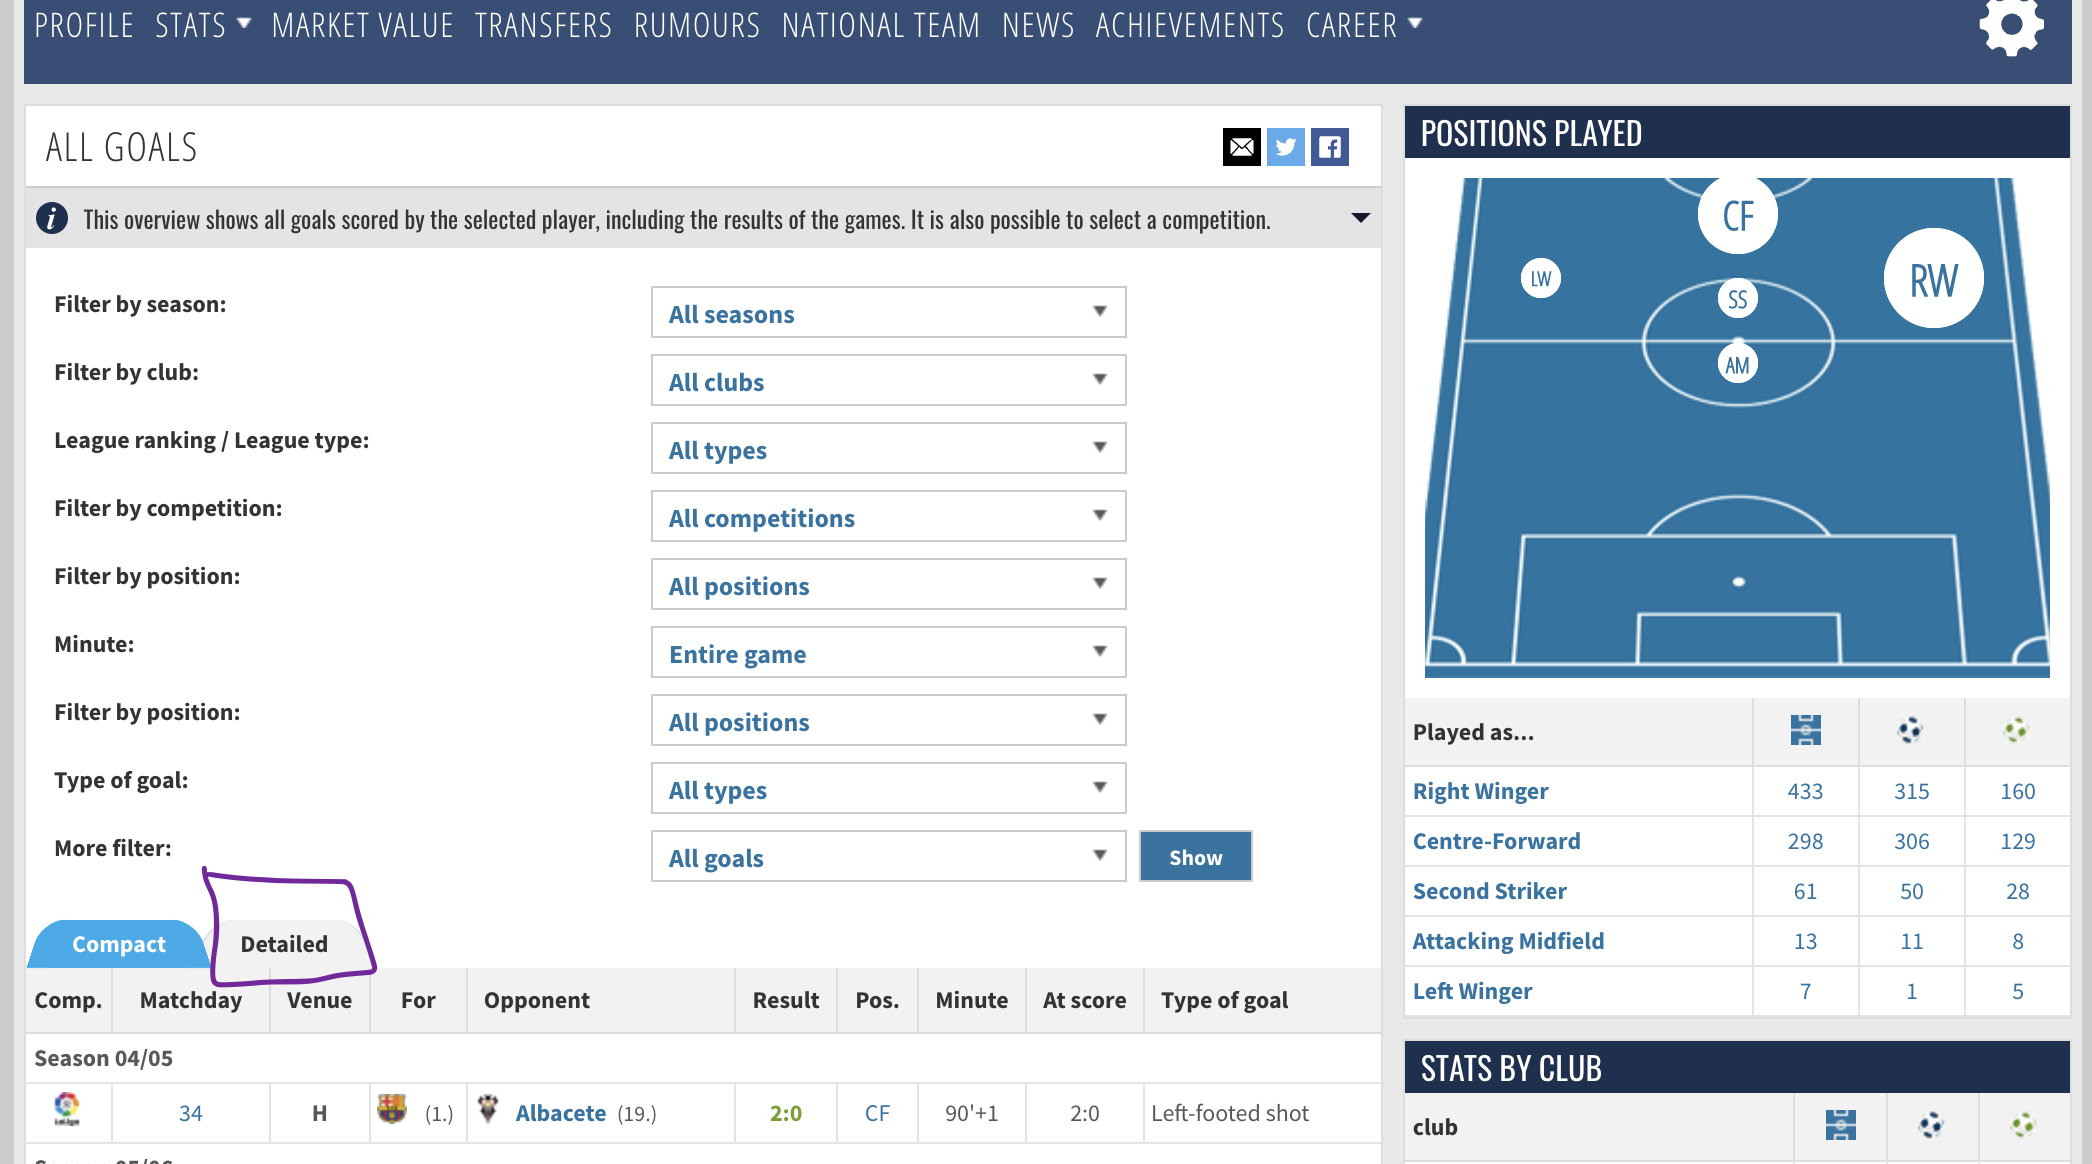 PROFILE STATS MARKET VALUE TRANSFERS RUMOURS NATIONAL TEAM NEWS ACHIEVEMENTS CAREER
ALL GOALS
This overview shows all goals scored by the selected player, including the results of the games. It is also possible to select a competition.
Filter by season: All seasons
Filter by club: All clubs
League ranking / League type: All types
Filter by competition: All competitions
Filter by position: All positions
Minute: Entire game
Filter by position: All positions
Type of goal: All types
More filter: All goals Show
Compact Detailed
Comp. Matchday Venue For Opponent Result Pos. Minute At score Type of goal
Season 04/05
34 H (1.) Albacete (19.) 2:0 CF 90'+1 2:0 Left-footed shot
POSITIONS PLAYED
CF
LW
RW
SS
AM
Played as...
Right Winger 433 315 160
Centre-Forward 298 306 129
Second Striker 61 50 28
Attacking Midfield 13 11 8
Left Winger 7 1 5
STATS BY CLUB
club